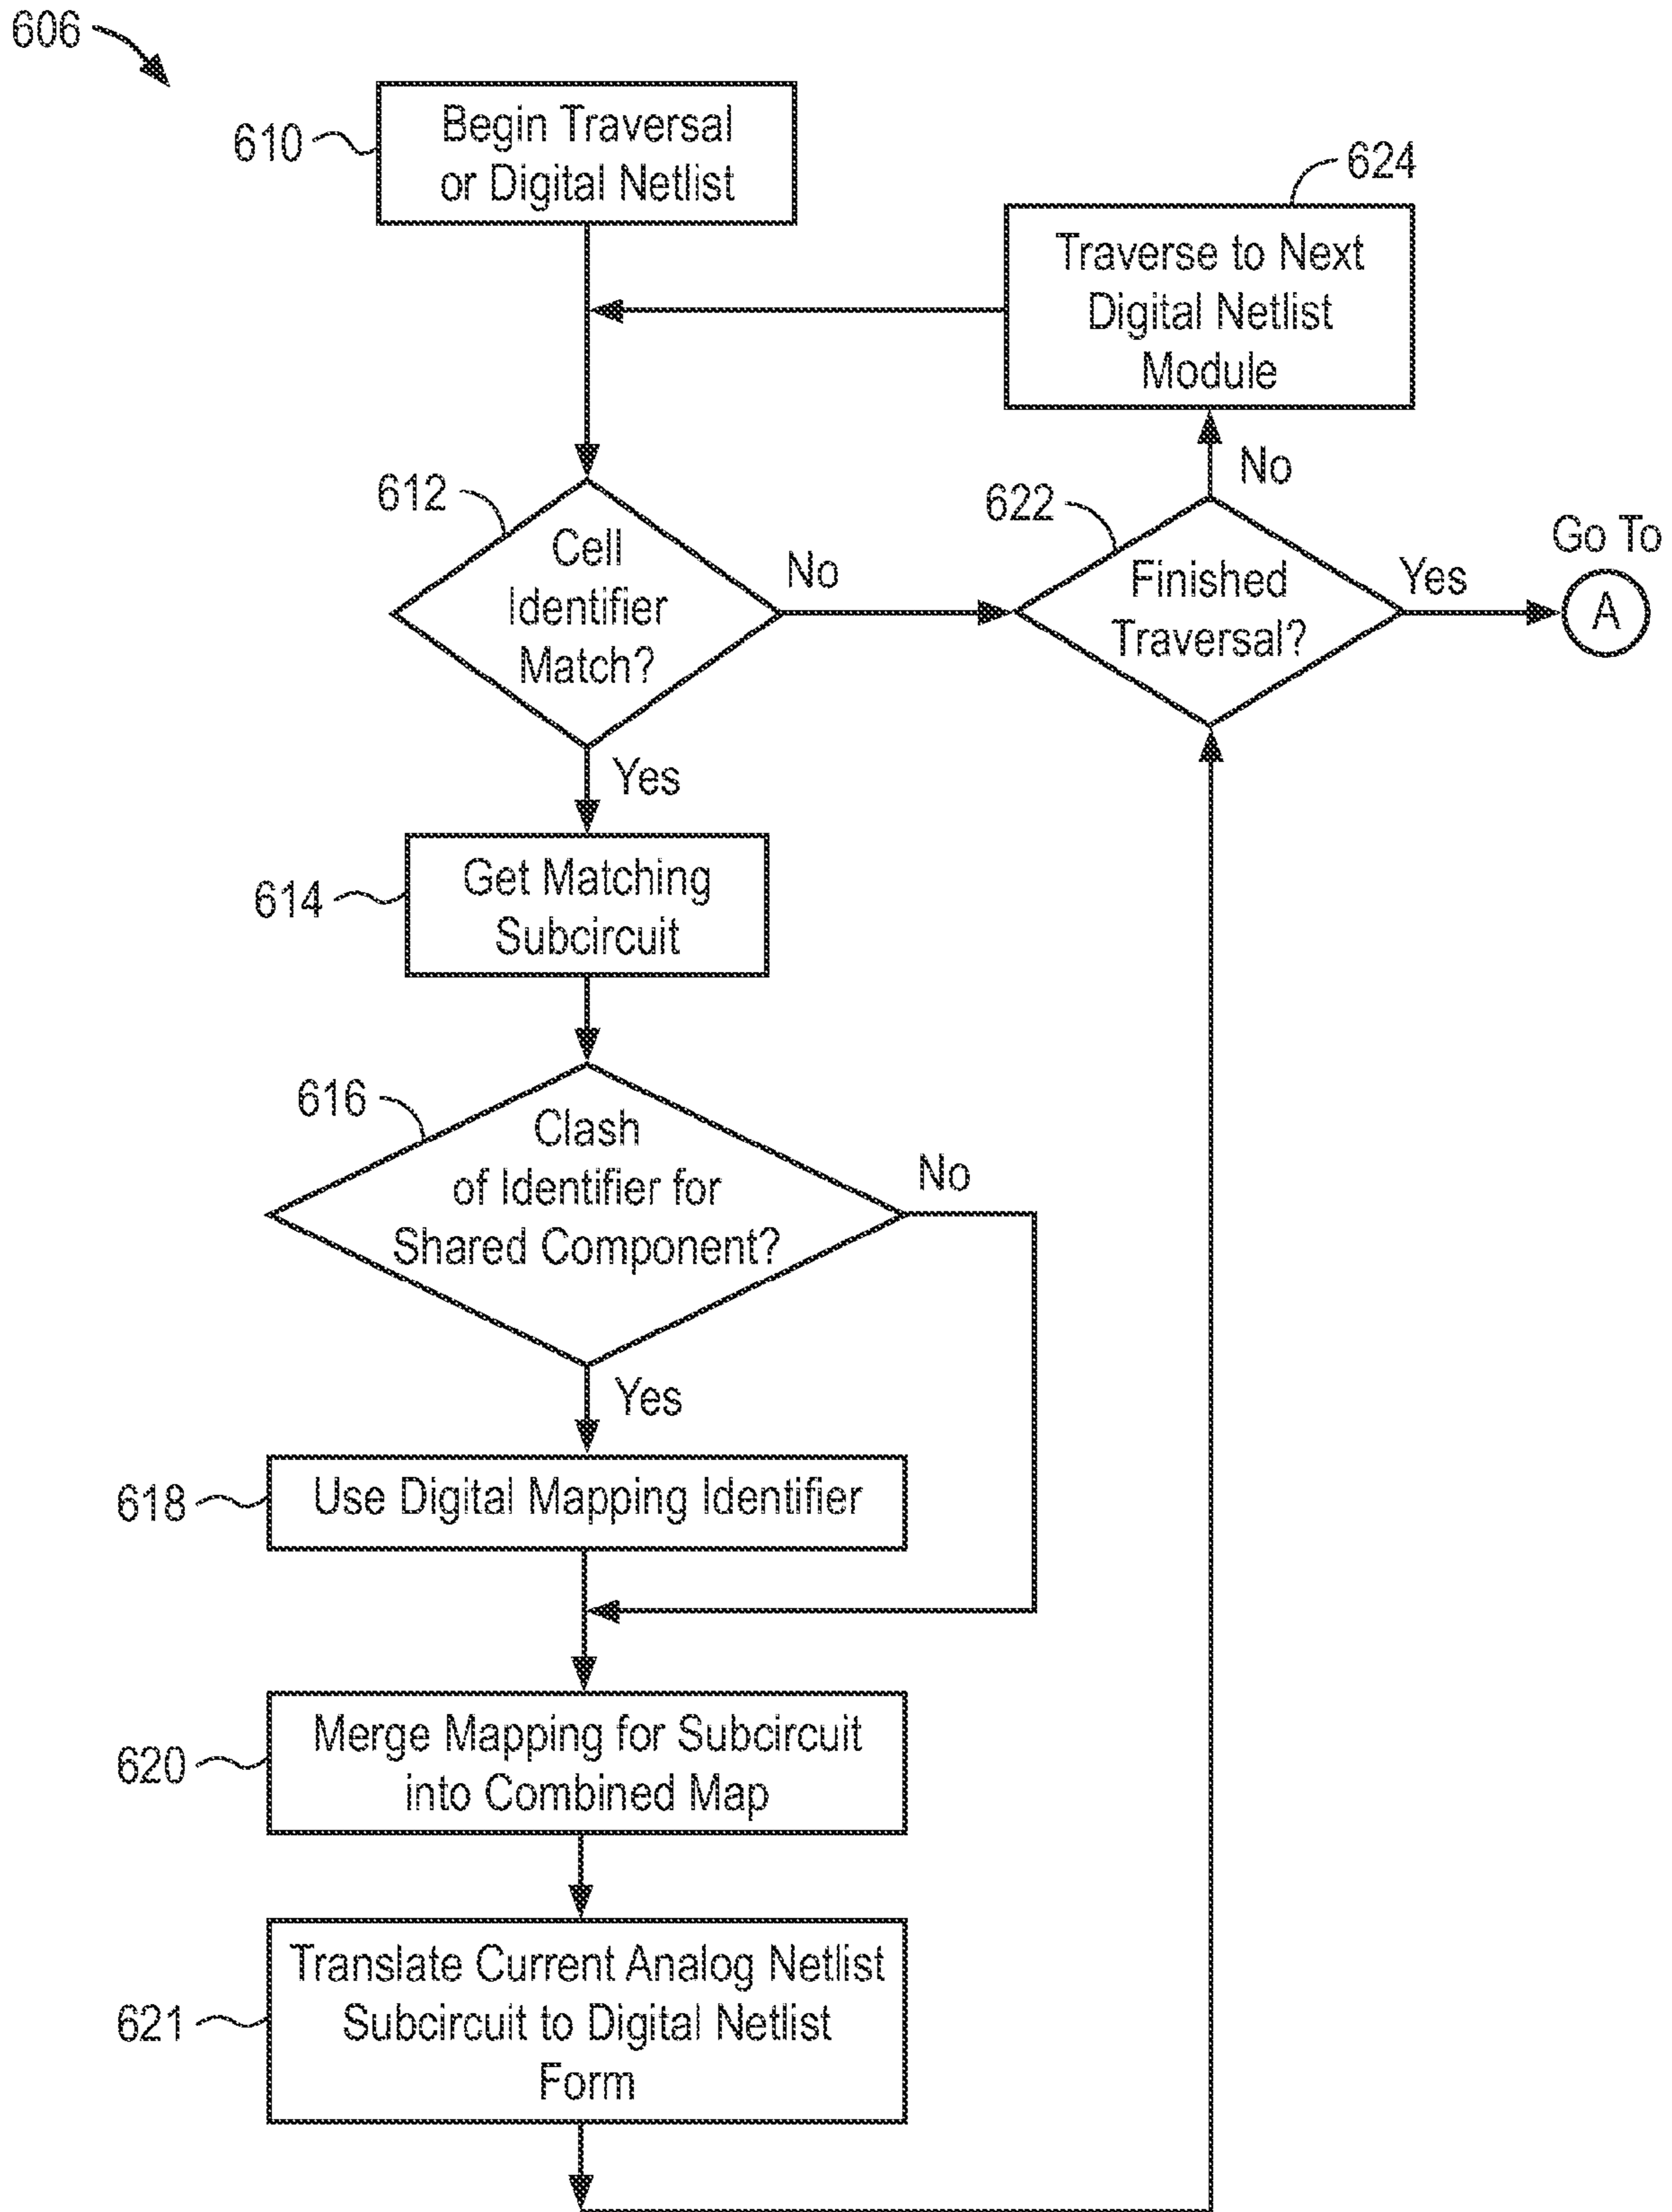 606
610
Begin Traversal
or Digital Netlist
624
Traverse to Next
Digital Netlist
Module
No
612
Cell
Identifier
Match?
No
622
Finished
Traversal?
Yes
Go To
A
Yes
614
Get Matching
Subcircuit
616
Clash
of Identifier for
Shared Component?
No
Yes
618
Use Digital Mapping Identifier
620
Merge Mapping for Subcircuit
into Combined Map
621
Translate Current Analog Netlist
Subcircuit to Digital Netlist
Form